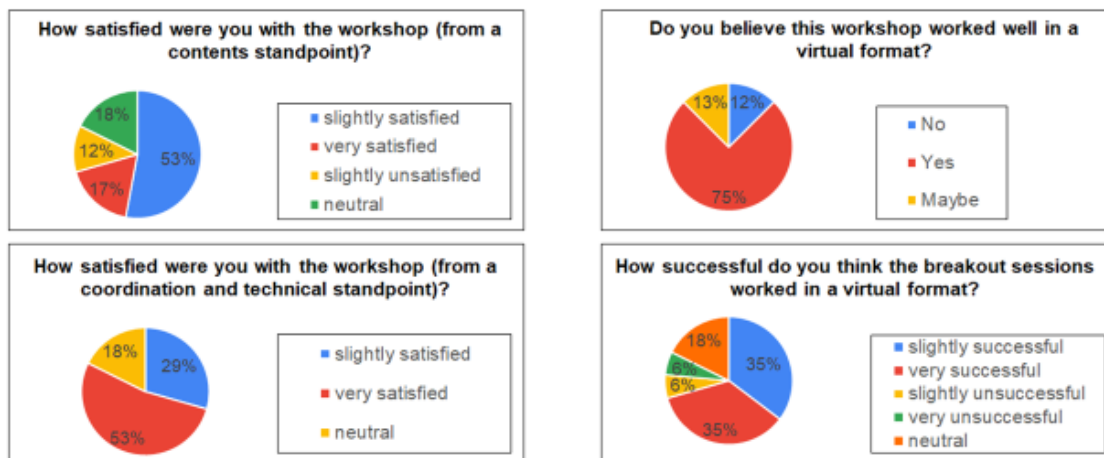 How satisfied were you with the workshop (from a
contents standpoint)?
18%
12%
17%
53%
slightly satisfied
very satisfied
slightly unsatisfied
neutral
Do you believe this workshop worked well in a
virtual format?
13%
12%
75%
No
Yes
Maybe
How satisfied were you with the workshop (from a
coordination and technical standpoint)?
18%
29%
53%
slightly satisfied
very satisfied
neutral
How successful do you think the breakout sessions
worked in a virtual format?
18%
35%
6%
6%
35%
slightly successful
very successful
slightly unsuccessful
very unsuccessful
neutral